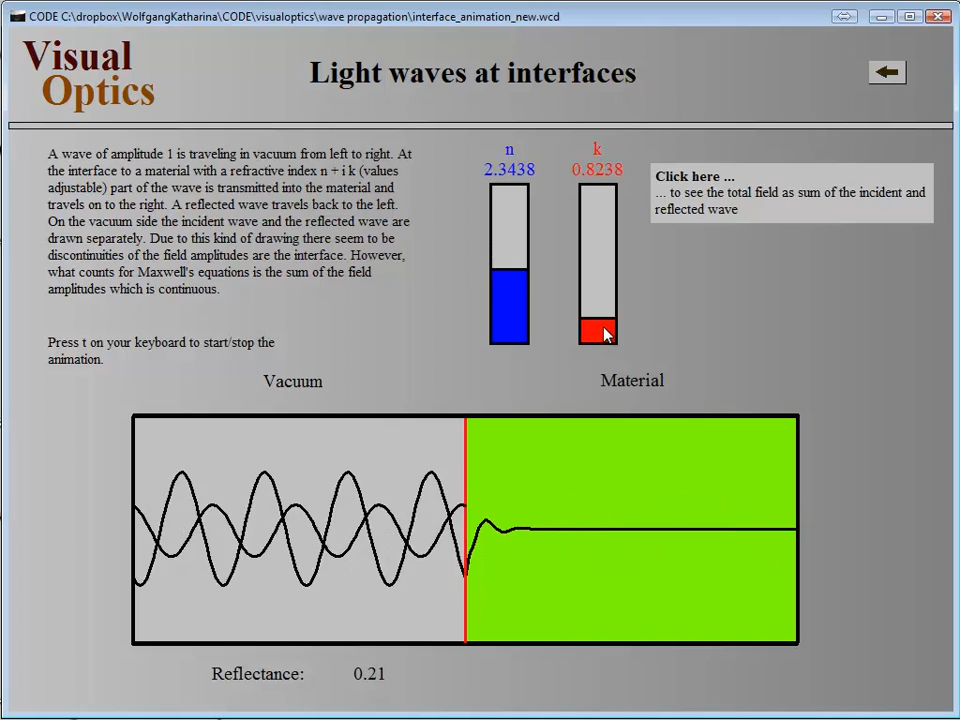 CODE C:\dropbox\WolfgangKatharina\CODE\visualoptics\wave propagation\interface_animation_new.wcd
Visual
Optics
Light waves at interfaces
A wave of amplitude 1 is traveling in vacuum from left to right. At
the interface to a material with a refractive index n + i k (values
adjustable) part of the wave is transmitted into the material and
travels on to the right. A reflected wave travels back to the left.
On the vacuum side the incident wave and the reflected wave are
drawn separately. Due to this kind of drawing there seem to be
discontinuities of the field amplitudes are the interface. However,
what counts for Maxwell's equations is the sum of the field
amplitudes which is continuous.
Press t on your keyboard to start/stop the
animation.
n
2.3438
k
0.8238
Click here ...
... to see the total field as sum of the incident and
reflected wave
Vacuum
Material
Reflectance: 0.21